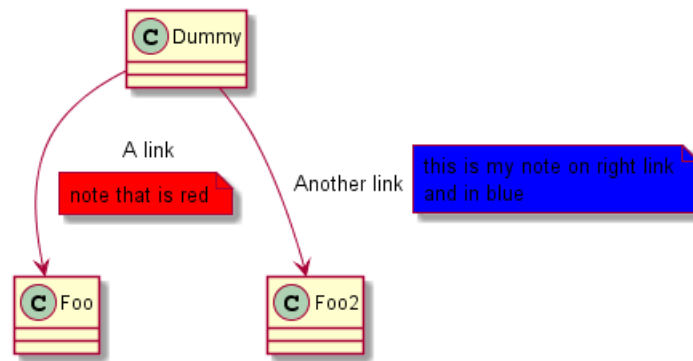 C Dummy
A link
note that is red
Another link
this is my note on right link
and in blue
C Foo
C Foo2